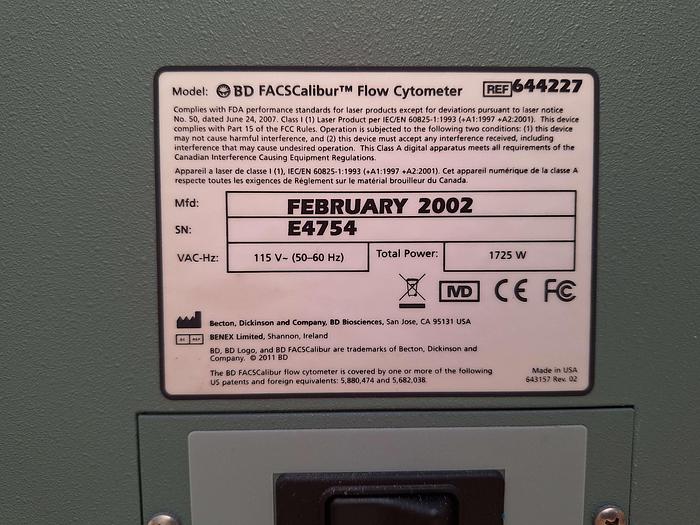 Model: BD FACSCalibur™ Flow Cytometer REF 644227
Complies with FDA performance standards for laser products except for deviations pursuant to laser notice
No. 50, dated June 24, 2007. Class I (1) Laser Product per IEC/EN 60825-1:1993 (+A1:1997 +A2:2001). This device
complies with Part 15 of the FCC Rules. Operation is subjected to the following two conditions: (1) this device
may not cause harmful interference, and (2) this device must accept any interference received, including
interference that may cause undesired operation. This Class A digital apparatus meets all requirements of the
Canadian Interference Causing Equipment Regulations.
Appareil a laser de classe I (1), IEC/EN 60825-1:1993 (+A1:1997 +A2:2001). Cet appareil numérique de la classe A
respecte toutes les exigences de Réglement sur le matérial brouilleur du Canada.
Mfd: FEBRUARY 2002
SN: E4754
VAC-Hz: 115 V~ (50–60 Hz) Total Power: 1725 W
IVD CE FC
Becton, Dickinson and Company, BD Biosciences, San Jose, CA 95131 USA
EC REP BENEX Limited, Shannon, Ireland
BD, BD Logo, and BD FACSCalibur are trademarks of Becton, Dickinson and
Company. © 2011 BD
The BD FACSCalibur flow cytometer is covered by one or more of the following
US patents and foreign equivalents: 5,880,474 and 5,682,038.
Made in USA
643157 Rev. 02